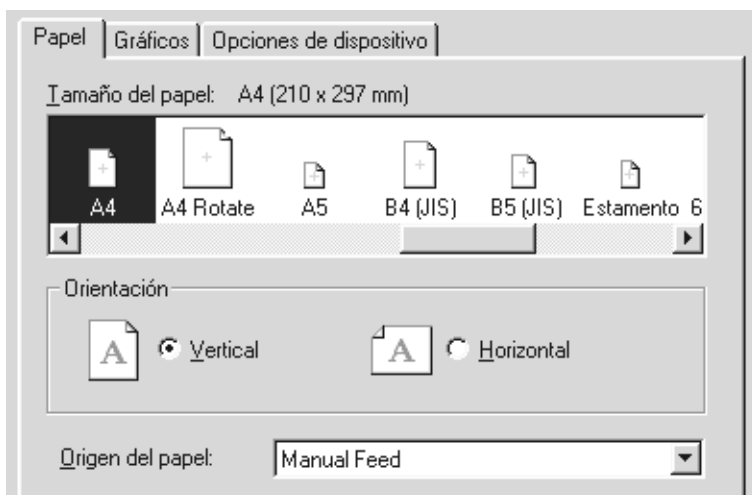 Papel Gráficos Opciones de dispositivo
Tamaño del papel: A4 (210 x 297 mm)
A4 A4 Rotate A5 B4 (JIS) B5 (JIS) Estamento 6
Orientación
A Vertical A Horizontal
Origen del papel: Manual Feed